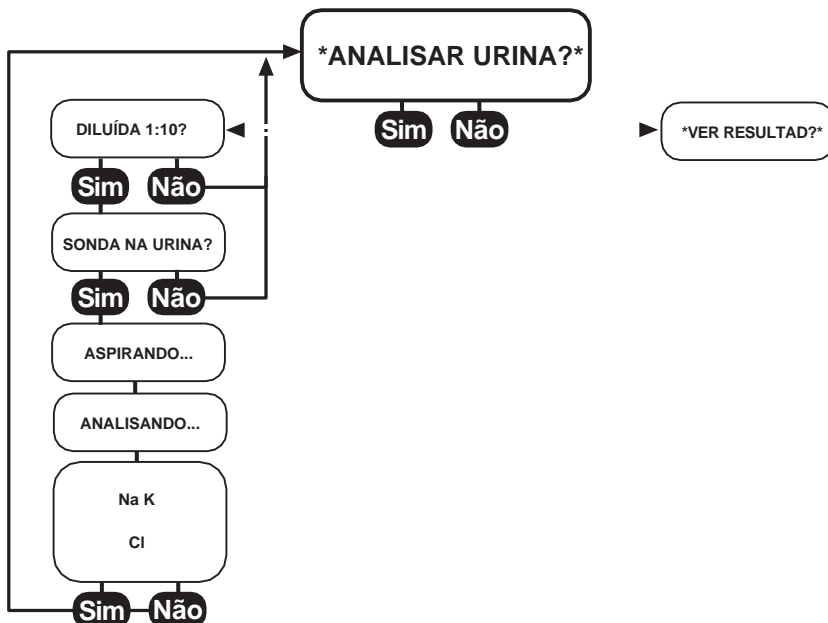 *ANALISAR URINA?*
Sim Não
DILUÍDA 1:10?
Sim Não
*VER RESULTAD?*
SONDA NA URINA?
Sim Não
ASPIRANDO...
ANALISANDO...
Na K
Cl
Sim Não